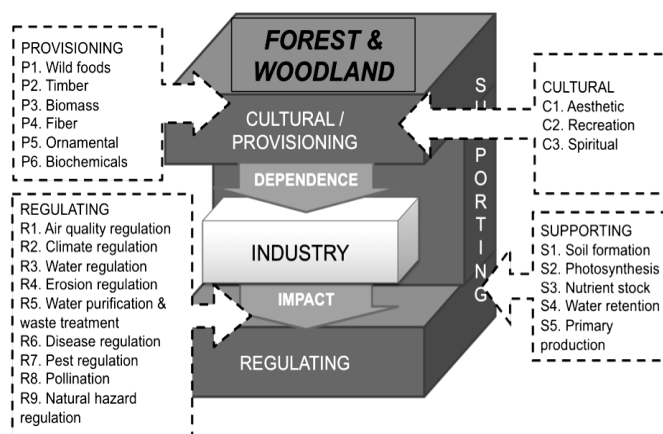 PROVISIONING
P1. Wild foods
P2. Timber
P3. Biomass
P4. Fiber
P5. Ornamental
P6. Biochemicals
REGULATING
R1. Air quality regulation
R2. Climate regulation
R3. Water regulation
R4. Erosion regulation
R5. Water purification &
waste treatment
R6. Disease regulation
R7. Pest regulation
R8. Pollination
R9. Natural hazard
regulation
FOREST &
WOODLAND
CULTURAL /
PROVISIONING
DEPENDENCE
INDUSTRY
IMPACT
REGULATING
SUPPORTING
CULTURAL
C1. Aesthetic
C2. Recreation
C3. Spiritual
SUPPORTING
S1. Soil formation
S2. Photosynthesis
S3. Nutrient stock
S4. Water retention
S5. Primary
production